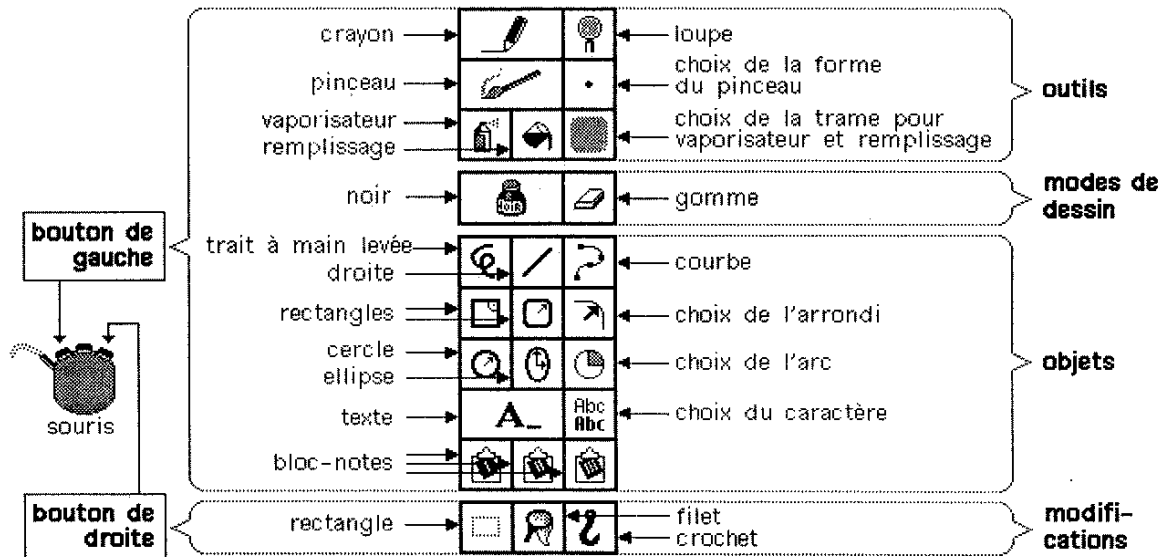 crayon
loupe
pinceau
choix de la forme
du pinceau
vaporisateur
remplissage
choix de la trame pour
vaporisateur et remplissage
outils
noir
NOIR
gomme
modes de
dessin
bouton de
gauche
trait à main levée
droite
courbe
rectangles
choix de l'arrondi
cercle
ellipse
choix de l'arc
objets
souris
texte
A_
Abc
Abc
choix du caractère
bloc-notes
bouton de
droite
rectangle
filet
crochet
modifi-
cations